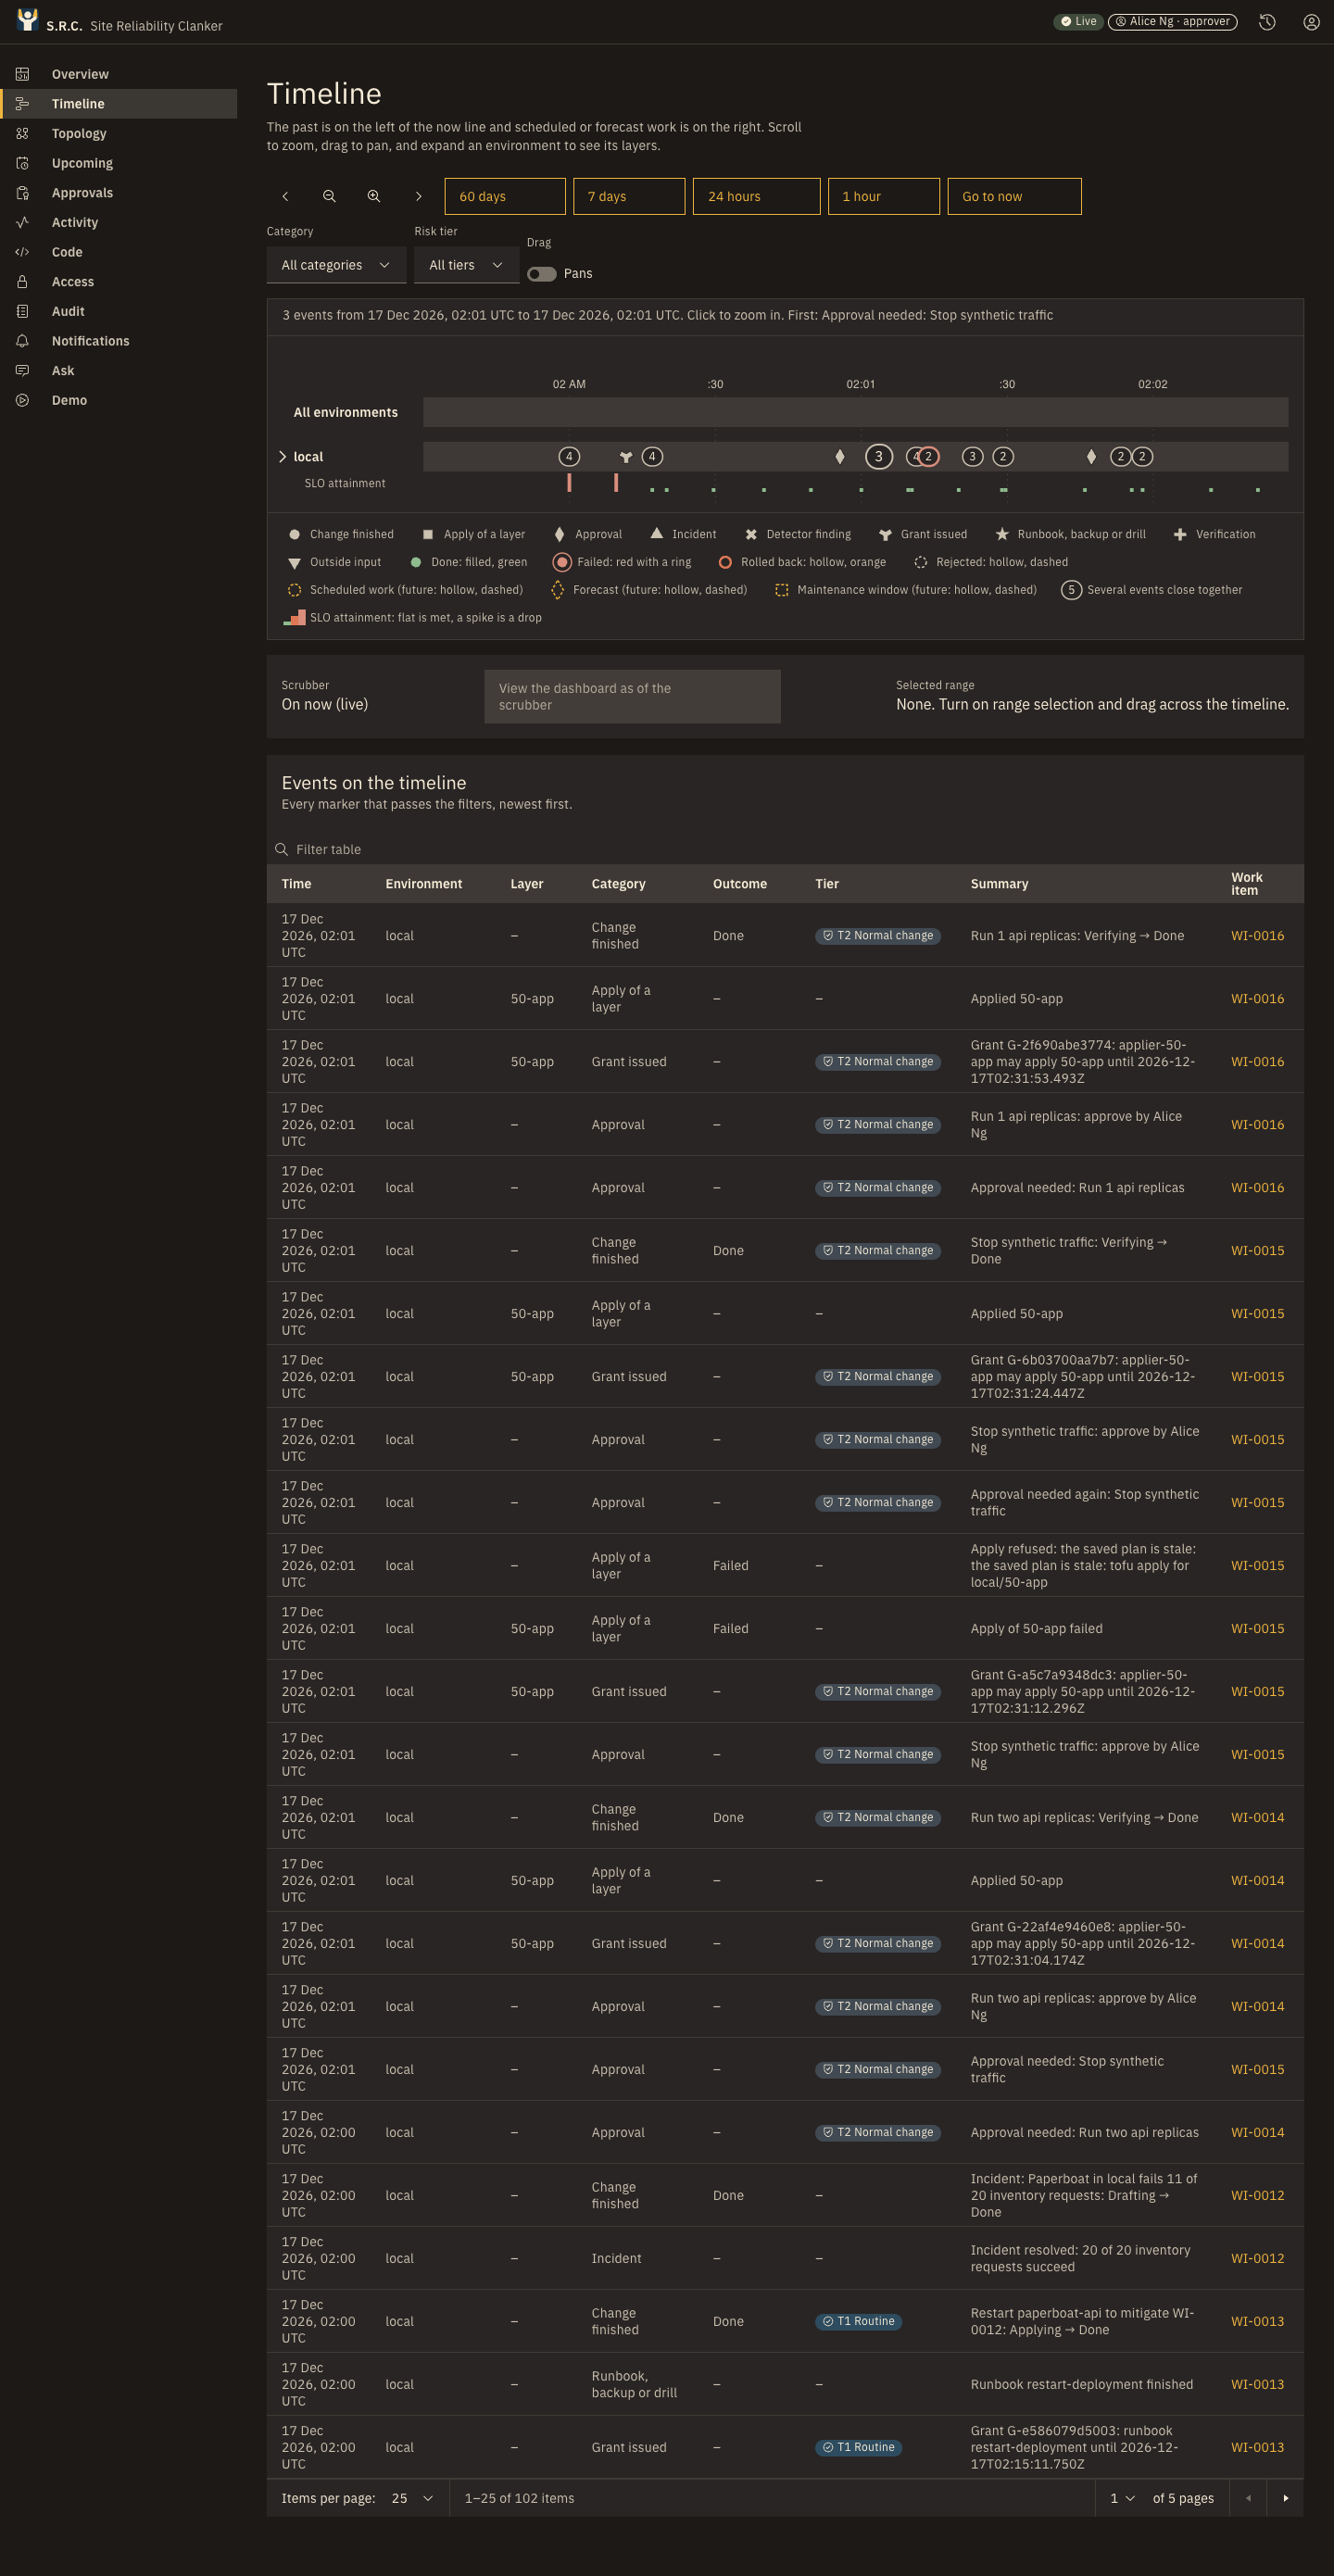 S.R.C. Site Reliability Clanker
Live
Alice Ng · approver
Overview
Timeline
Topology
Upcoming
Approvals
Activity
Code
Access
Audit
Notifications
Ask
Demo
Timeline
The past is on the left of the now line and scheduled or forecast work is on the right. Scroll
to zoom, drag to pan, and expand an environment to see its layers.
60 days
7 days
24 hours
1 hour
Go to now
Category
Risk tier
Drag
All categories
All tiers
Pans
3 events from 17 Dec 2026, 02:01 UTC to 17 Dec 2026, 02:01 UTC. Click to zoom in. First: Approval needed: Stop synthetic traffic
02 AM :30 02:01 :30 02:02
All environments
local
4 4 3 4 2 3 2 2 2
SLO attainment
Change finished Apply of a layer Approval Incident Detector finding Grant issued Runbook, backup or drill Verification
Outside input Done: filled, green Failed: red with a ring Rolled back: hollow, orange Rejected: hollow, dashed
Scheduled work (future: hollow, dashed) Forecast (future: hollow, dashed) Maintenance window (future: hollow, dashed) 5 Several events close together
SLO attainment: flat is met, a spike is a drop
Scrubber
On now (live)
View the dashboard as of the
scrubber
Selected range
None. Turn on range selection and drag across the timeline.
Events on the timeline
Every marker that passes the filters, newest first.
Filter table
Time Environment Layer Category Outcome Tier Summary Work
item
17 Dec
2026, 02:01
UTC
local – Change
finished
Done T2 Normal change Run 1 api replicas: Verifying → Done WI-0016
17 Dec
2026, 02:01
UTC
local 50-app Apply of a
layer
– – Applied 50-app WI-0016
17 Dec
2026, 02:01
UTC
local 50-app Grant issued – T2 Normal change Grant G-2f690abe3774: applier-50-
app may apply 50-app until 2026-12-
17T02:31:53.493Z
WI-0016
17 Dec
2026, 02:01
UTC
local – Approval – T2 Normal change Run 1 api replicas: approve by Alice
Ng
WI-0016
17 Dec
2026, 02:01
UTC
local – Approval – T2 Normal change Approval needed: Run 1 api replicas WI-0016
17 Dec
2026, 02:01
UTC
local – Change
finished
Done T2 Normal change Stop synthetic traffic: Verifying →
Done
WI-0015
17 Dec
2026, 02:01
UTC
local 50-app Apply of a
layer
– – Applied 50-app WI-0015
17 Dec
2026, 02:01
UTC
local 50-app Grant issued – T2 Normal change Grant G-6b03700aa7b7: applier-50-
app may apply 50-app until 2026-12-
17T02:31:24.447Z
WI-0015
17 Dec
2026, 02:01
UTC
local – Approval – T2 Normal change Stop synthetic traffic: approve by Alice
Ng
WI-0015
17 Dec
2026, 02:01
UTC
local – Approval – T2 Normal change Approval needed again: Stop synthetic
traffic
WI-0015
17 Dec
2026, 02:01
UTC
local – Apply of a
layer
Failed – Apply refused: the saved plan is stale:
the saved plan is stale: tofu apply for
local/50-app
WI-0015
17 Dec
2026, 02:01
UTC
local 50-app Apply of a
layer
Failed – Apply of 50-app failed WI-0015
17 Dec
2026, 02:01
UTC
local 50-app Grant issued – T2 Normal change Grant G-a5c7a9348dc3: applier-50-
app may apply 50-app until 2026-12-
17T02:31:12.296Z
WI-0015
17 Dec
2026, 02:01
UTC
local – Approval – T2 Normal change Stop synthetic traffic: approve by Alice
Ng
WI-0015
17 Dec
2026, 02:01
UTC
local – Change
finished
Done T2 Normal change Run two api replicas: Verifying → Done WI-0014
17 Dec
2026, 02:01
UTC
local 50-app Apply of a
layer
– – Applied 50-app WI-0014
17 Dec
2026, 02:01
UTC
local 50-app Grant issued – T2 Normal change Grant G-22af4e9460e8: applier-50-
app may apply 50-app until 2026-12-
17T02:31:04.174Z
WI-0014
17 Dec
2026, 02:01
UTC
local – Approval – T2 Normal change Run two api replicas: approve by Alice
Ng
WI-0014
17 Dec
2026, 02:01
UTC
local – Approval – T2 Normal change Approval needed: Stop synthetic
traffic
WI-0015
17 Dec
2026, 02:00
UTC
local – Approval – T2 Normal change Approval needed: Run two api replicas WI-0014
17 Dec
2026, 02:00
UTC
local – Change
finished
Done – Incident: Paperboat in local fails 11 of
20 inventory requests: Drafting →
Done
WI-0012
17 Dec
2026, 02:00
UTC
local – Incident – – Incident resolved: 20 of 20 inventory
requests succeed
WI-0012
17 Dec
2026, 02:00
UTC
local – Change
finished
Done T1 Routine Restart paperboat-api to mitigate WI-
0012: Applying → Done
WI-0013
17 Dec
2026, 02:00
UTC
local – Runbook,
backup or drill
– – Runbook restart-deployment finished WI-0013
17 Dec
2026, 02:00
UTC
local – Grant issued – T1 Routine Grant G-e586079d5003: runbook
restart-deployment until 2026-12-
17T02:15:11.750Z
WI-0013
Items per page: 25 1–25 of 102 items 1 of 5 pages